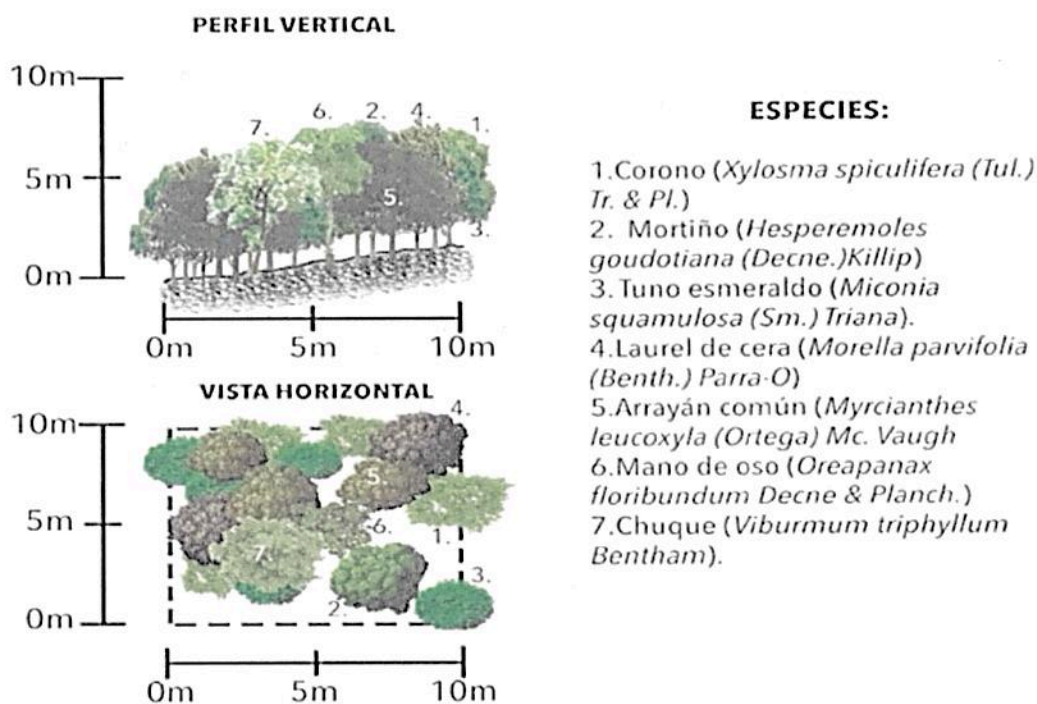 PERFIL VERTICAL
10m
5m
0m
7.
6.
2.
4.
1.
5.
3.
0m
5m
10m
VISTA HORIZONTAL
10m
5m
0m
4.
5.
6.
1.
7.
3.
2.
0m
5m
10m
ESPECIES:
1.Corono (Xylosma spiculifera (Tul.)
Tr. & Pl.)
2. Mortiño (Hesperemoles
goudotiana (Decne.)Killip)
3.Tuno esmeraldo (Miconia
squamulosa (Sm.) Triana).
4.Laurel de cera (Morella parvifolia
(Benth.) Parra-O)
5.Arrayán común (Myrcianthes
leucoxyla (Ortega) Mc. Vaugh
6.Mano de oso (Oreapanax
floribundum Decne & Planch.)
7.Chuque (Viburmum triphyllum
Bentham).